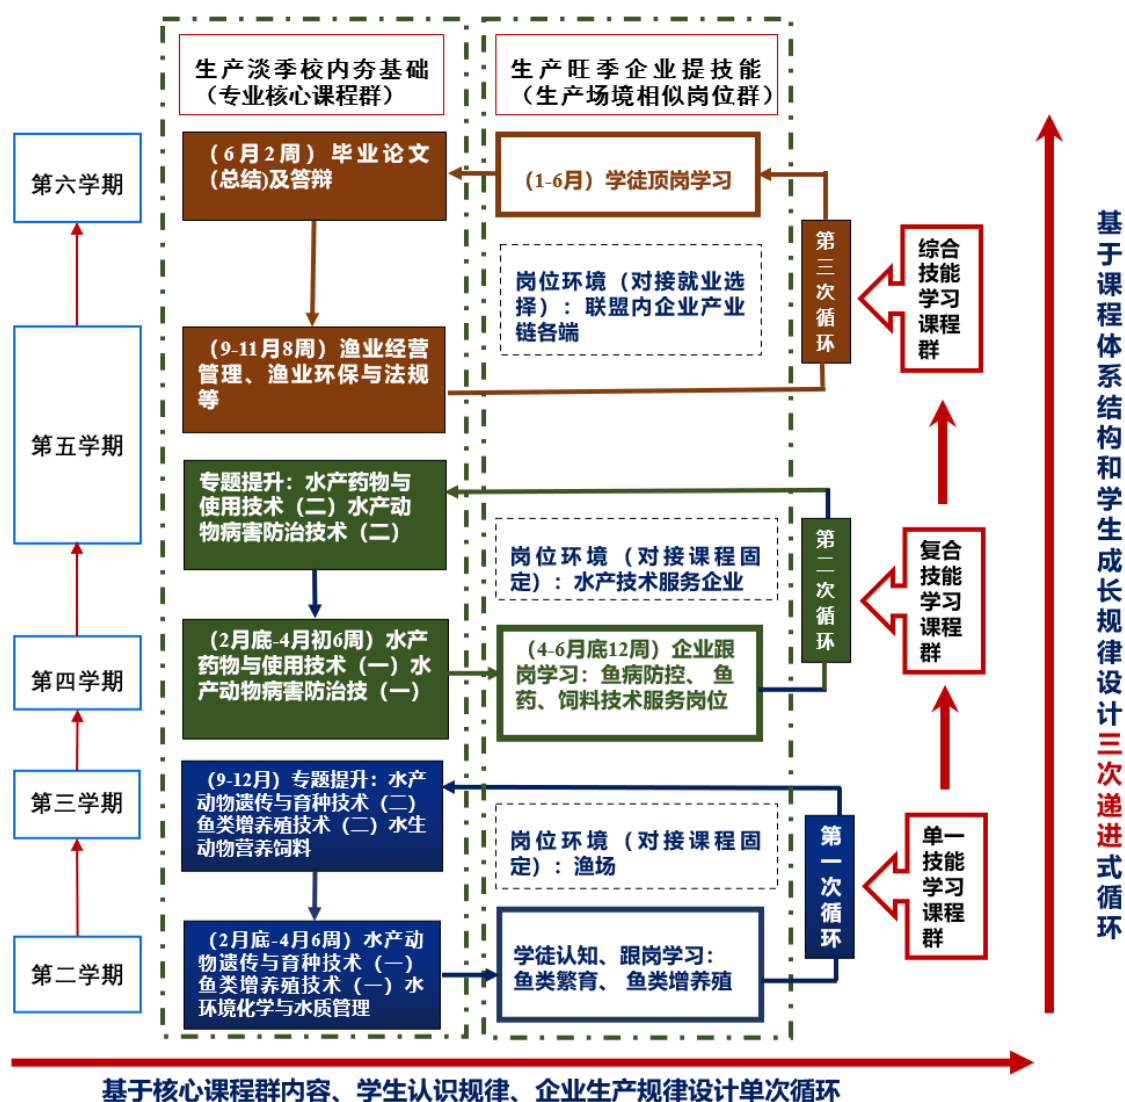 生产淡季校内夯基础
（专业核心课程群）
生产旺季企业提技能
（生产场境相似岗位群）
第六学期
（6月2周）毕业论文
（总结)及答辩
（1-6月）学徒顶岗学习
第三次循环
综合
技能
学习
课程
群
岗位环境（对接就业选
择）：联盟内企业产业
链各端
第五学期
（9-11月8周）渔业经营
管理、渔业环保与法规
等
专题提升：水产药物与
使用技术（二）水产动
物病害防治技术（二）
岗位环境（对接课程固
定）：水产技术服务企业
第二次循环
复合
技能
学习
课程
群
第四学期
（2月底-4月初6周）水产
药物与使用技术（一）水
产动物病害防治技（一）
（4-6月底12周）企业跟
岗学习：鱼病防控、 鱼
药、饲料技术服务岗位
第三学期
（9-12月）专题提升：水产
动物遗传与育种技术（二）
鱼类增养殖技术（二）水生
动物营养饲料
岗位环境（对接课程固
定）：渔场
第一次循环
单一
技能
学习
课程
群
第二学期
（2月底-4月6周）水产动
物遗传与育种技术（一）
鱼类增养殖技术（一）水
环境化学与水质管理
学徒认知、跟岗学习：
鱼类繁育、 鱼类增养殖
基于课程体系结构和学生成长规律设计三次递进式循环
基于核心课程群内容、学生认识规律、企业生产规律设计单次循环